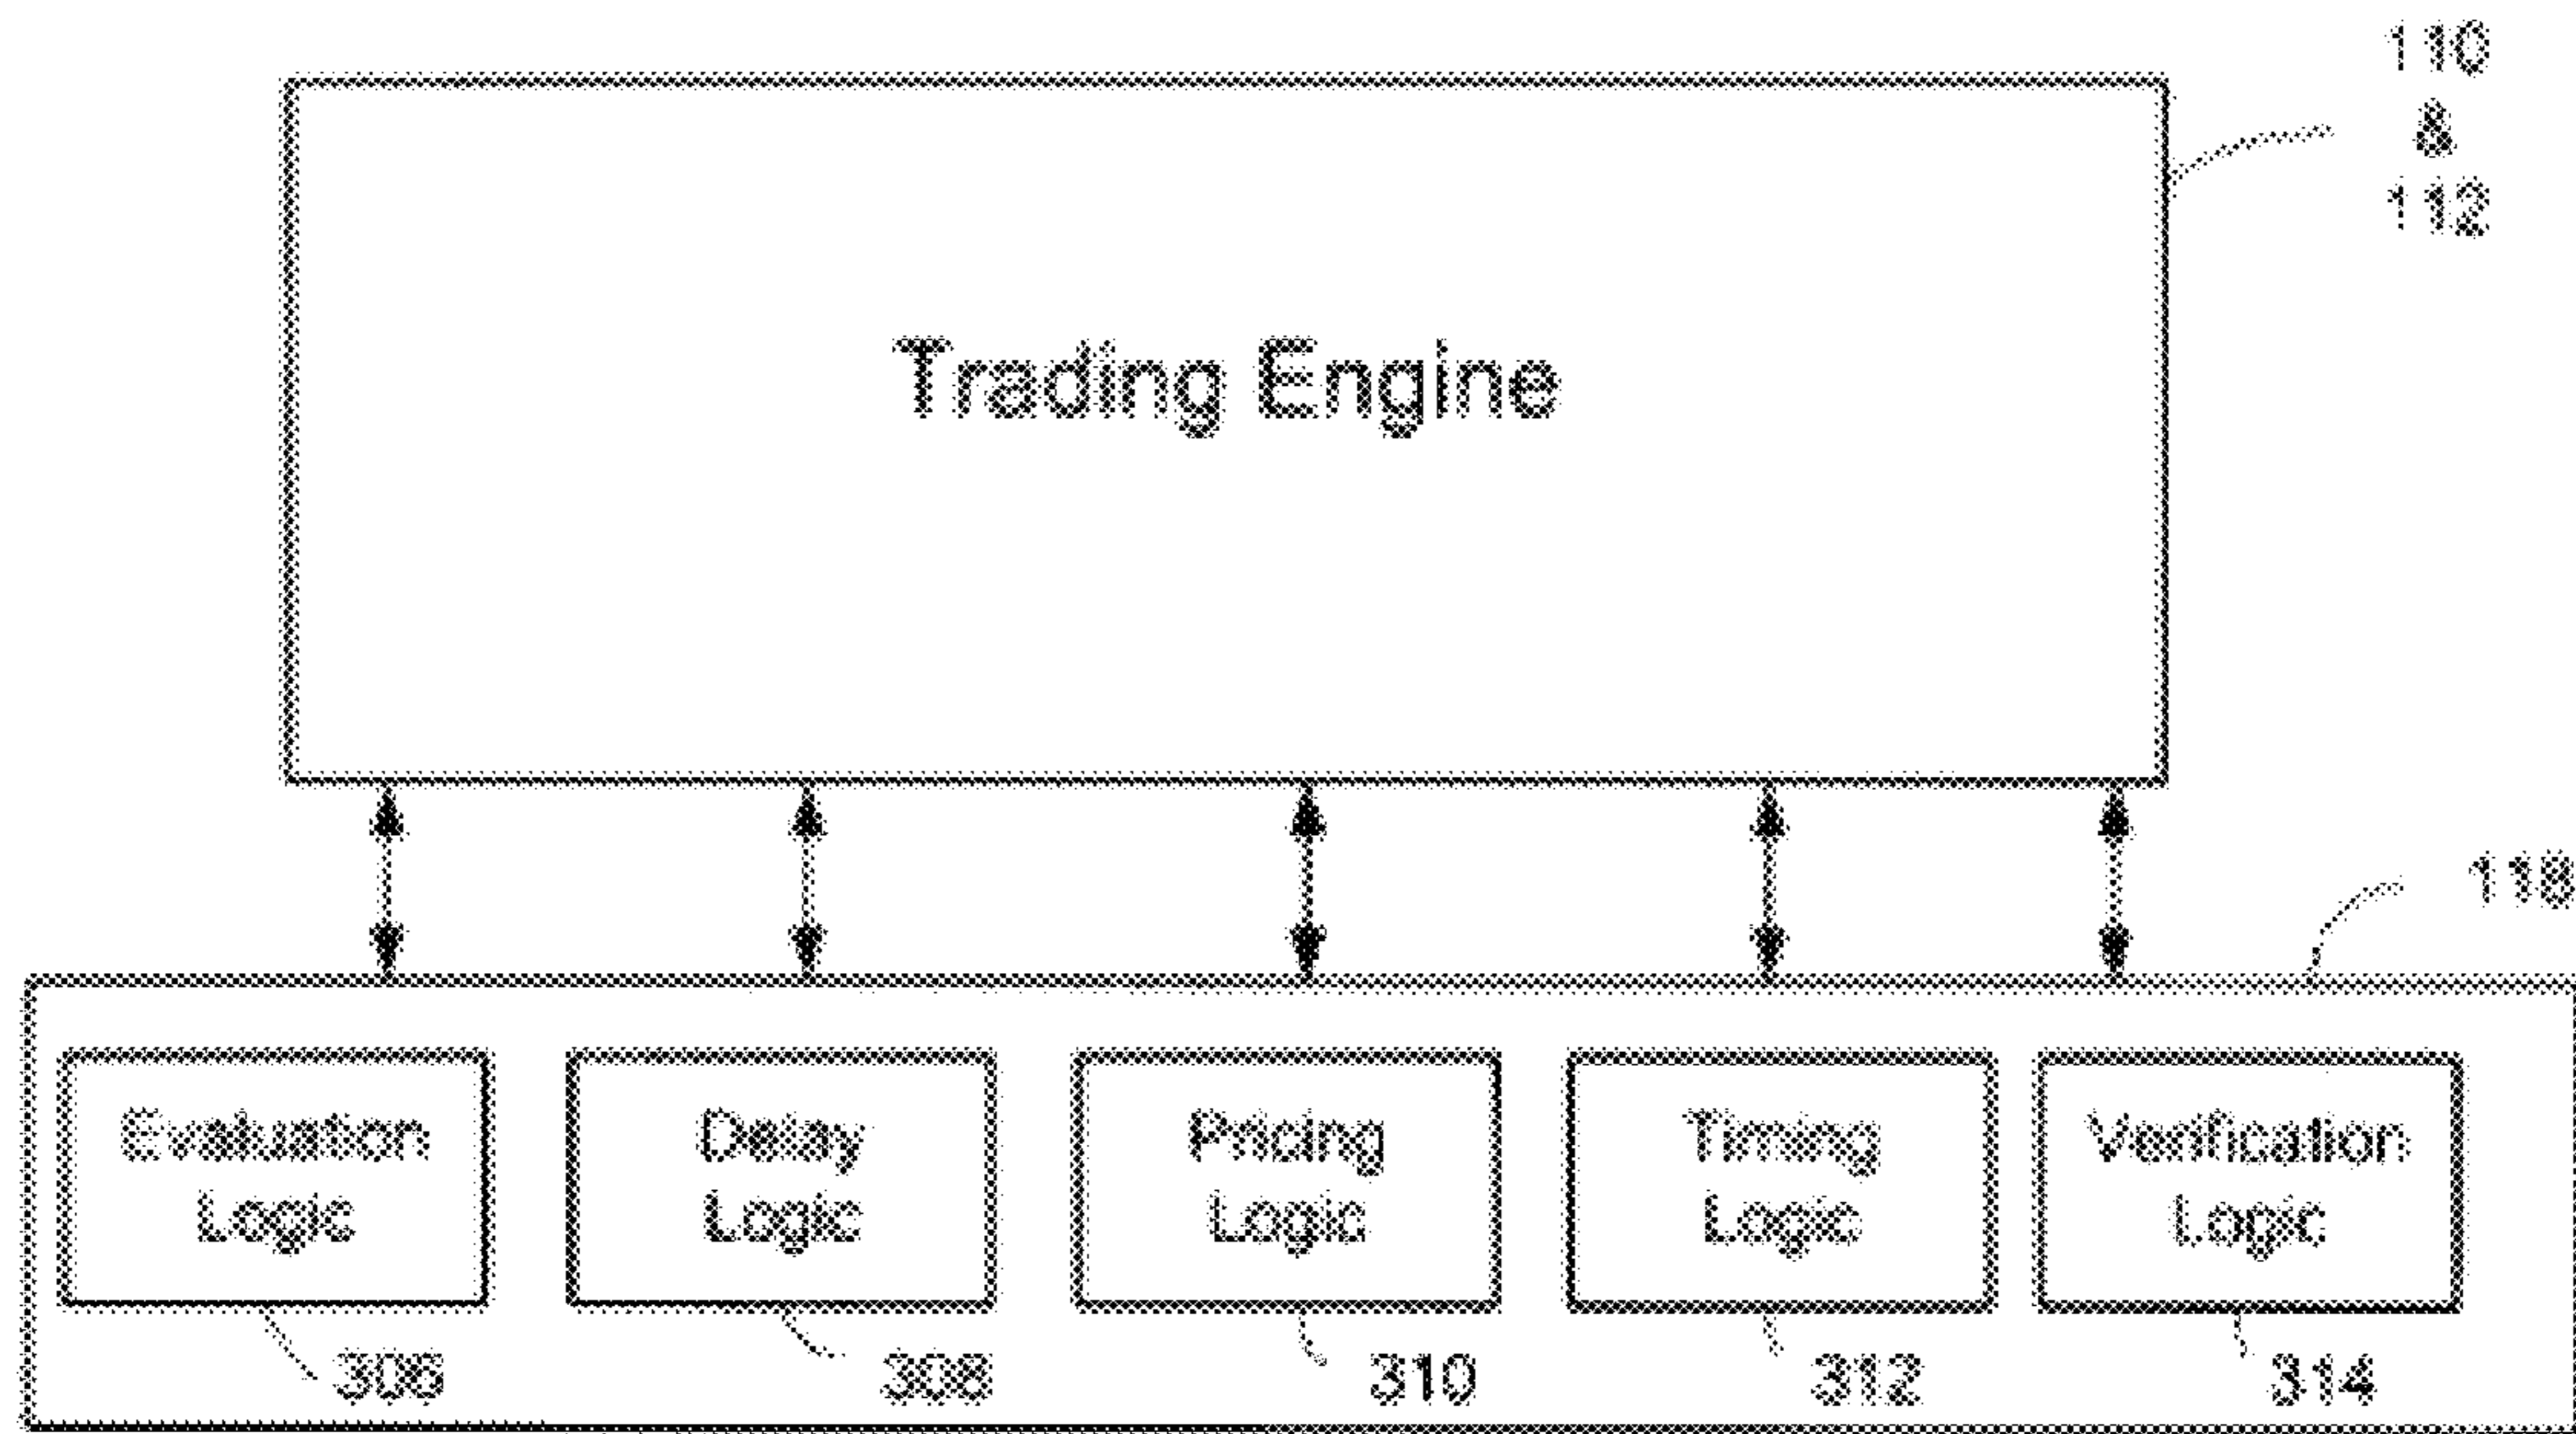 110
&
112
Trading Engine
118
Evaluation
Logic
Delay
Logic
Pricing
Logic
Timing
Logic
Verification
Logic
306
308
310
312
314